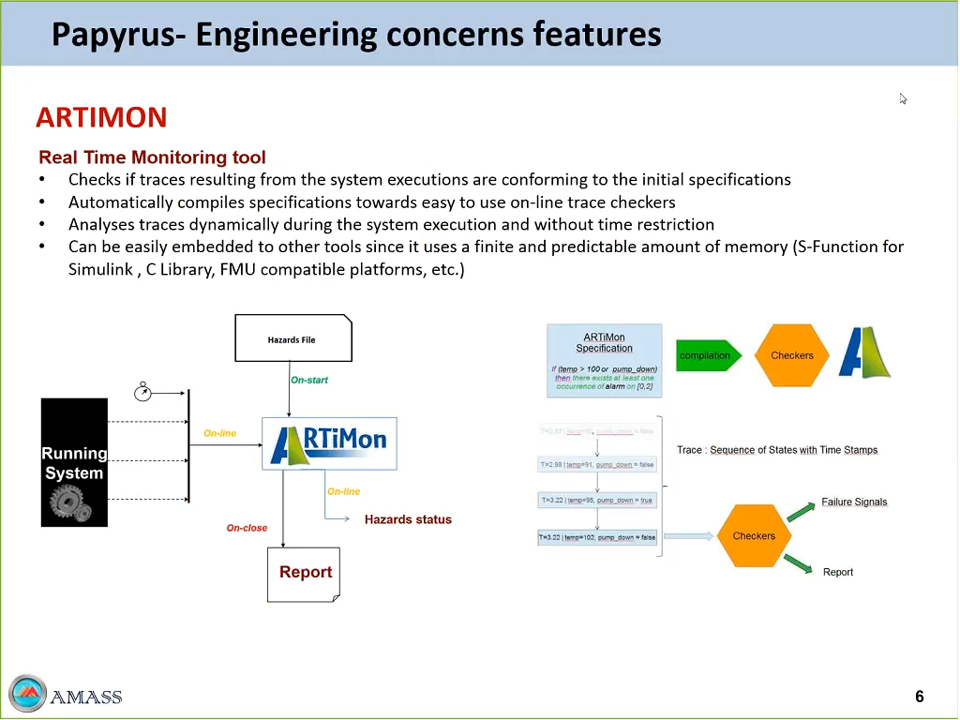 Papyrus- Engineering concerns features
ARTIMON
Real Time Monitoring tool
• Checks if traces resulting from the system executions are conforming to the initial specifications
• Automatically compiles specifications towards easy to use on-line trace checkers
• Analyses traces dynamically during the system execution and without time restriction
• Can be easily embedded to other tools since it uses a finite and predictable amount of memory (S-Function for
Simulink , C Library, FMU compatible platforms, etc.)
Hazards File
On-start
On-line
Running
System
ARTiMon
On-line
Hazards status
On-close
Report
ARTiMon
Specification
If (temp > 100 or pump_down)
then there exists at least one
occurrence of alarm on [0,2]
compilation
Checkers
Trace : Sequence of States with Time Stamps
T=2.98 | temp=91, pump_down = false
T=3.22 | temp=95, pump_down = true
T=3.22 | temp=102, pump_down = false
Checkers
Failure Signals
Report
AMASS
6